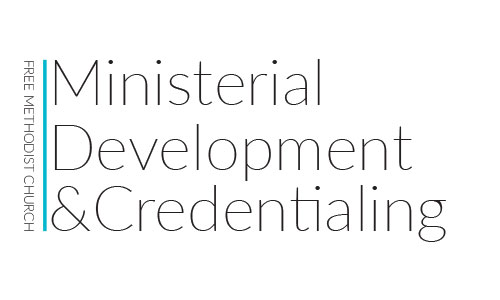 FREE METHODIST CHURCH
Ministerial
Development
&Credentialing